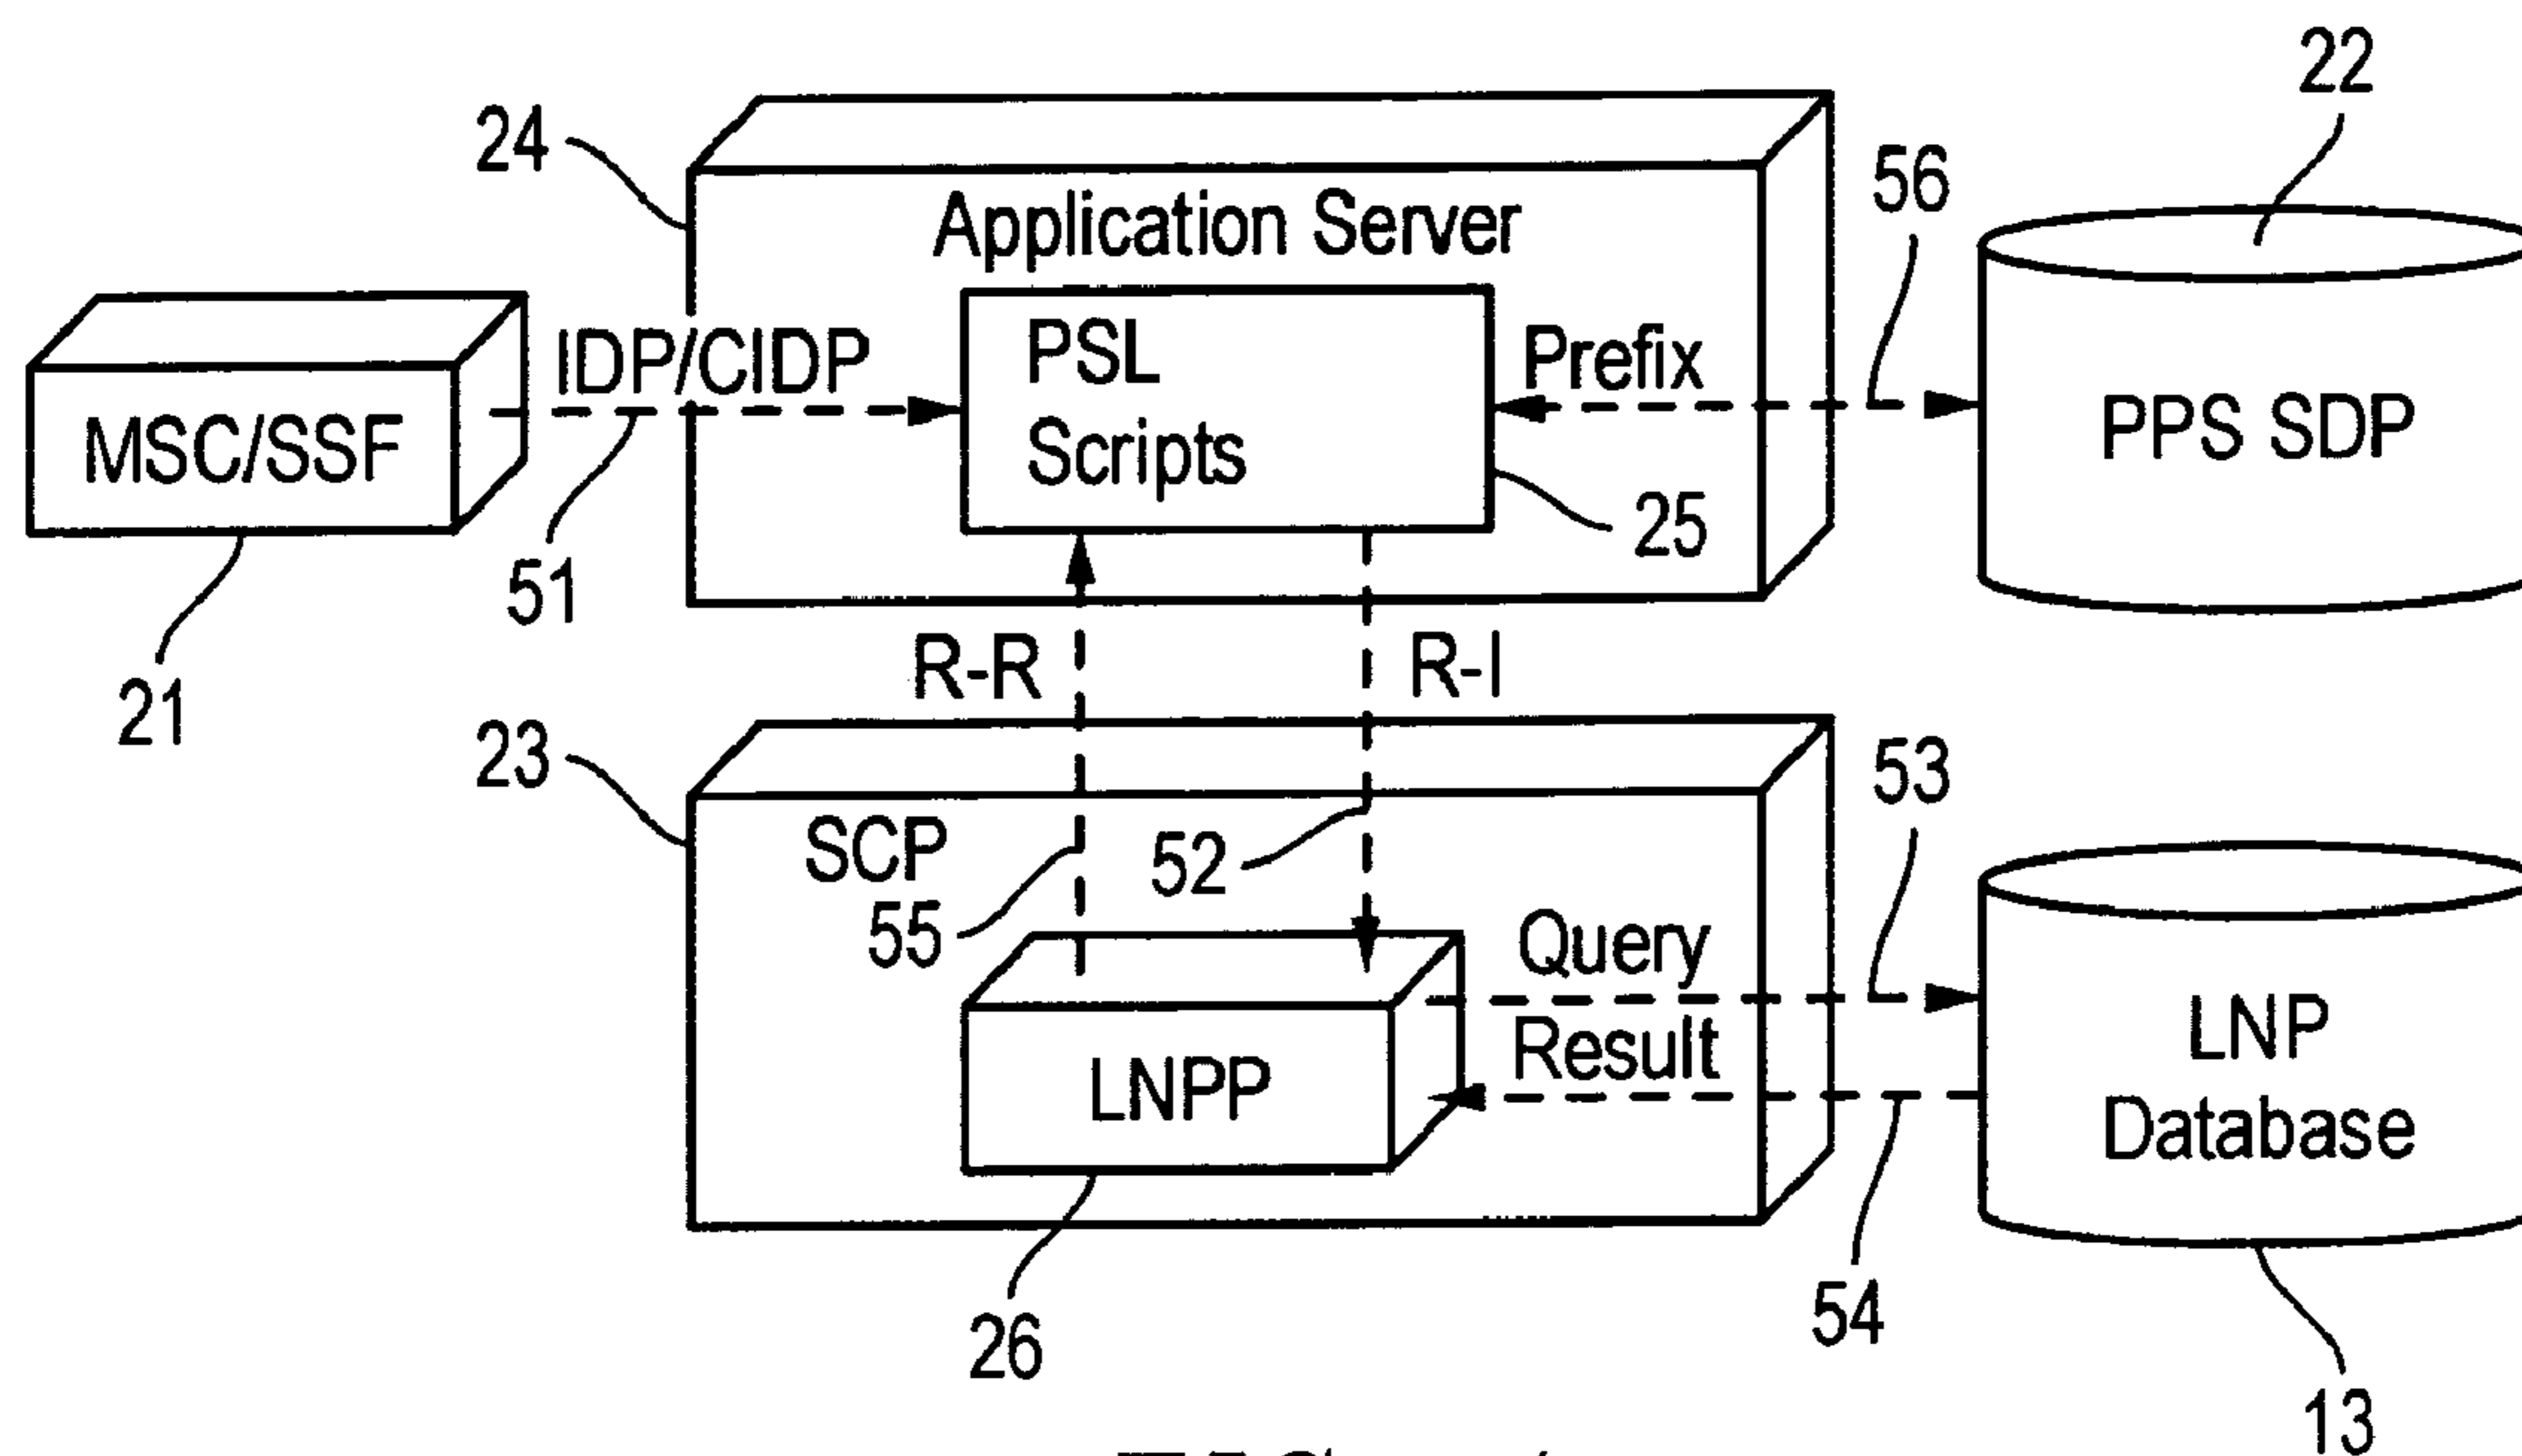 22
24
56
Application Server
PSL
Scripts
IDP/CIDP
Prefix
MSC/SSF
PPS SDP
25
51
R-R
R-I
21
23
53
SCP
52
55
Query
Result
LNP
Database
LNPP
54
26
13